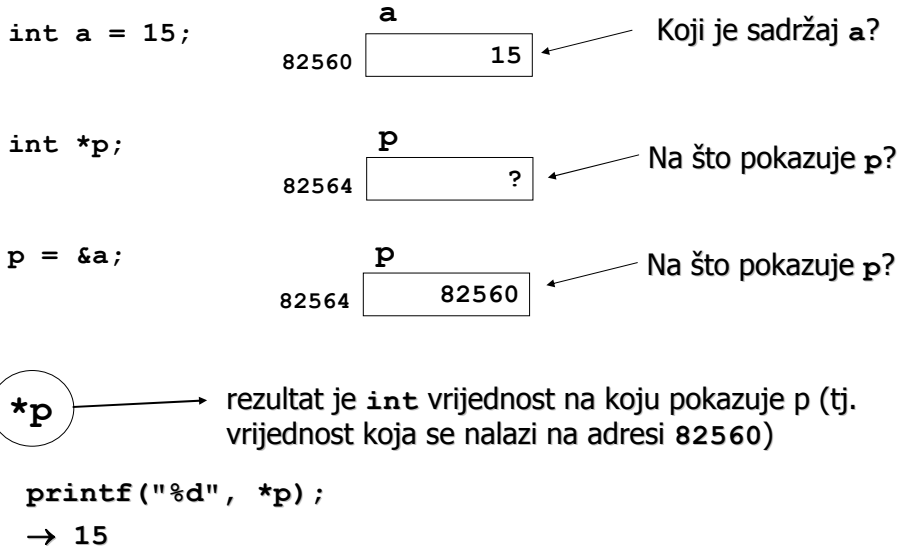 a
int a = 15;
82560
15
Koji je sadržaj a?
p
int *p;
82564
?
Na što pokazuje p?
p = &a;
p
82564
82560
Na što pokazuje p?
*p
rezultat je int vrijednost na koju pokazuje p (tj.
vrijednost koja se nalazi na adresi 82560)
printf("%d", *p);
→ 15